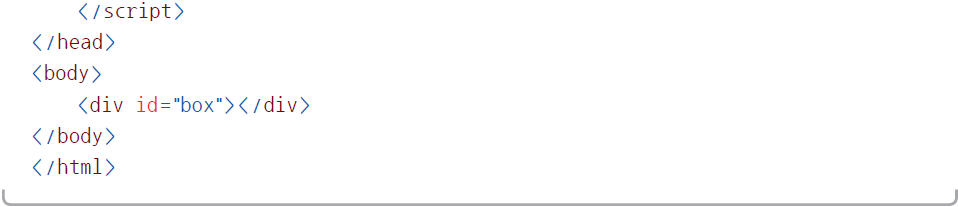 </script>
</head>
<body>
<div id="box"></div>
</body>
</html>